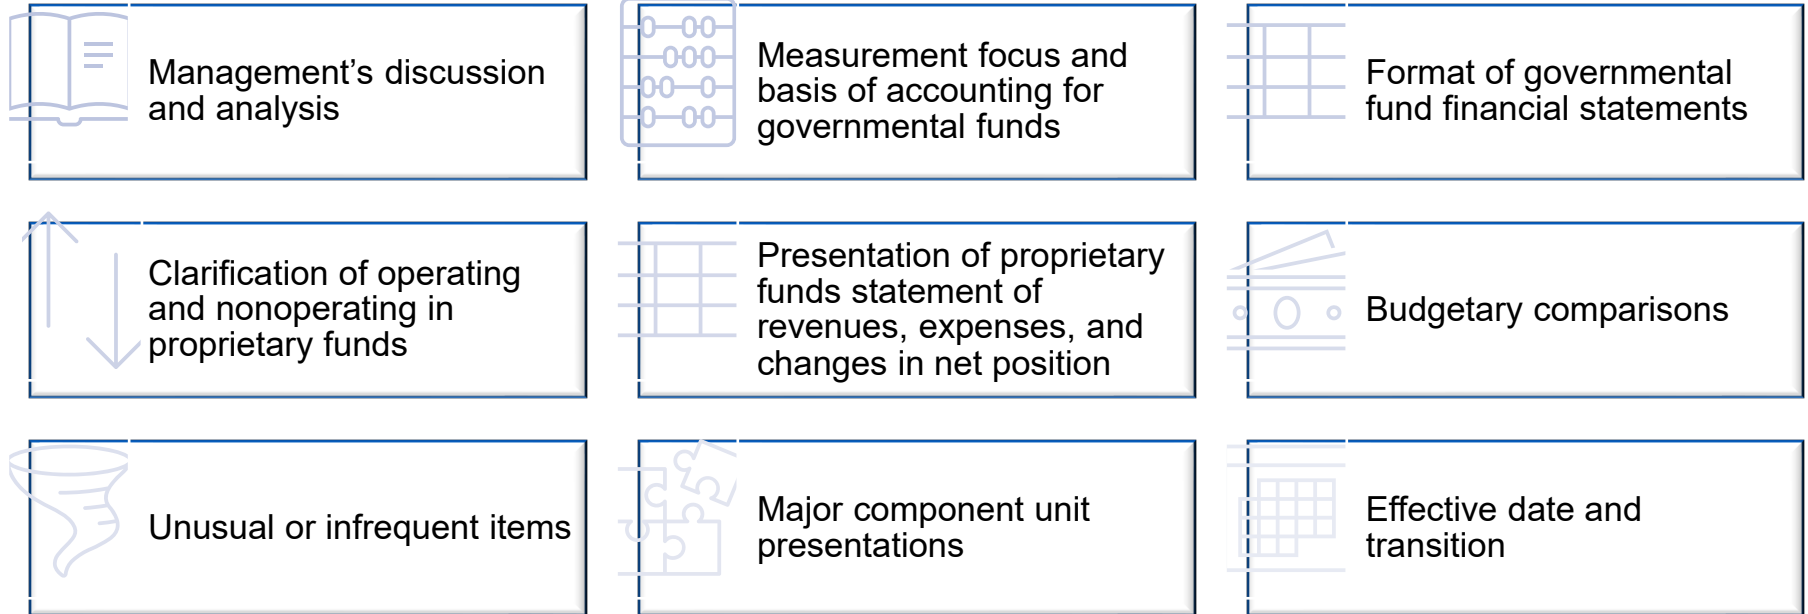 Management’s discussion
and analysis
Measurement focus and
basis of accounting for
governmental funds
Format of governmental
fund financial statements
Clarification of operating
and nonoperating in
proprietary funds
Presentation of proprietary
funds statement of
revenues, expenses, and
changes in net position
Budgetary comparisons
Unusual or infrequent items
Major component unit
presentations
Effective date and
transition